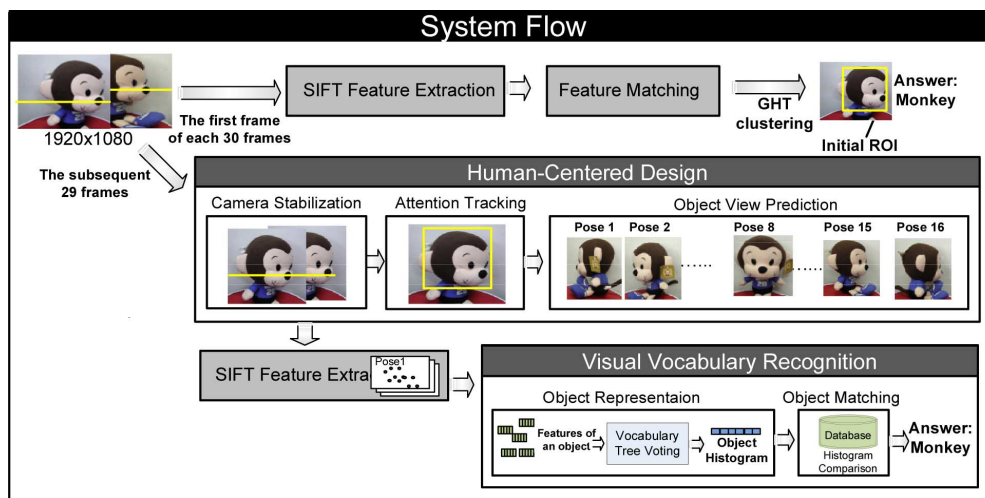 System Flow
1920x1080
The first frame
of each 30 frames
SIFT Feature Extraction
Feature Matching
GHT
clustering
Answer:
Monkey
Initial ROI
The subsequent
29 frames
Human-Centered Design
Camera Stabilization
Attention Tracking
Object View Prediction
Pose 1
Pose 2
......
Pose 8
......
Pose 15
Pose 16
SIFT Feature Extra
Pose1
Visual Vocabulary Recognition
Object Representaion
Features of
an object
Vocabulary
Tree Voting
Object
Histogram
Object Matching
Database
Histogram
Comparison
Answer:
Monkey